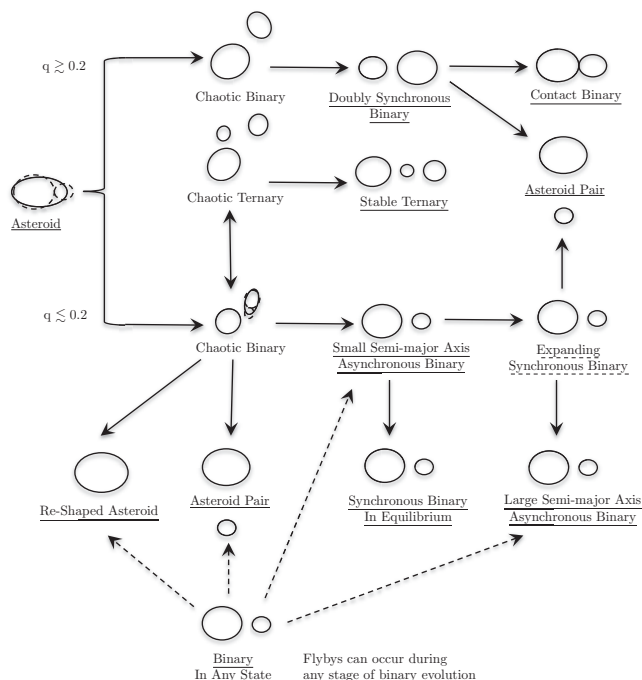 q ≳ 0.2
Chaotic Binary
Doubly Synchronous
Binary
Contact Binary
Asteroid
Chaotic Ternary
Stable Ternary
Asteroid Pair
q ≲ 0.2
Chaotic Binary
Small Semi-major Axis
Asynchronous Binary
Expanding
Synchronous Binary
Re-Shaped Asteroid
Asteroid Pair
Synchronous Binary
In Equilibrium
Large Semi-major Axis
Asynchronous Binary
Binary
In Any State
Flybys can occur during
any stage of binary evolution